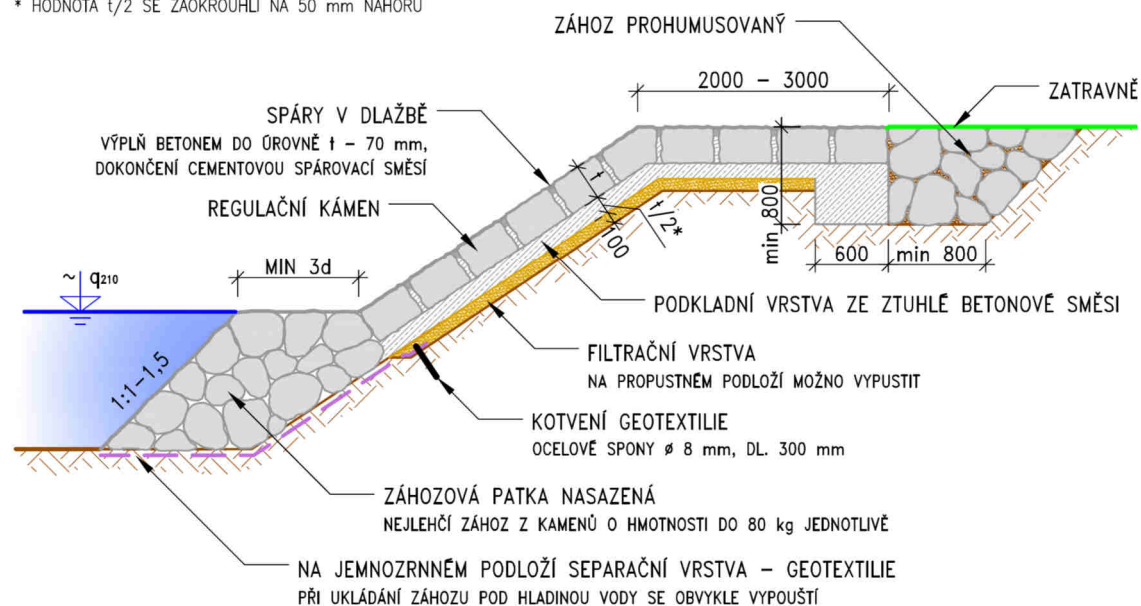 * HODNOTA t/2 SE ZAOKROUHLÍ NA 50 mm NAHORU
ZÁHOZ PROHUMUSOVANÝ
2000 - 3000
ZATRAVNĚ
SPÁRY V DLAŽBĚ
VÝPLŇ BETONEM DO ÚROVNĚ t - 70 mm,
DOKONČENÍ CEMENTOVOU SPÁROVACÍ SMĚSÍ
REGULAČNÍ KÁMEN
t
t/2*
100
min 800
600
min 800
MIN 3d
~ q210
1:1-1,5
PODKLADNÍ VRSTVA ZE ZTUHLÉ BETONOVÉ SMĚSI
FILTRAČNÍ VRSTVA
NA PROPUSTNÉM PODLOŽÍ MOŽNO VYPUSTIT
KOTVENÍ GEOTEXTILIE
OCELOVÉ SPONY ø 8 mm, DL. 300 mm
ZÁHOZOVÁ PATKA NASAZENÁ
NEJLEHČÍ ZÁHOZ Z KAMENŮ O HMOTNOSTI DO 80 kg JEDNOTLIVĚ
NA JEMNOZRNNÉM PODLOŽÍ SEPARAČNÍ VRSTVA - GEOTEXTILIE
PŘI UKLÁDÁNÍ ZÁHOZU POD HLADINOU VODY SE OBVYKLE VYPOUŠTÍ